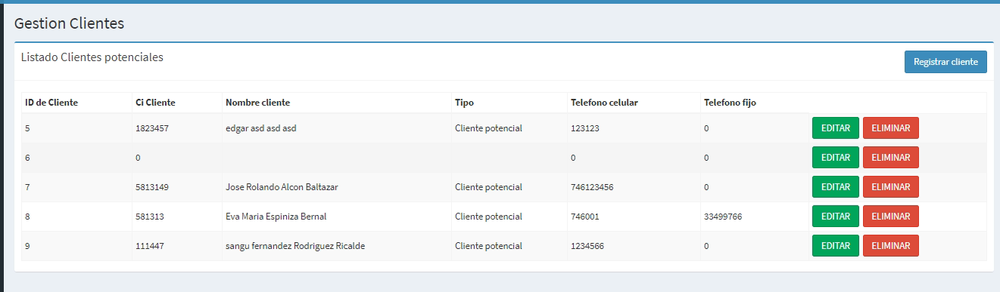 Gestion Clientes
Listado Clientes potenciales
Registrar cliente
ID de Cliente Ci Cliente Nombre cliente Tipo Telefono celular Telefono fijo
5 1823457 edgar asd asd asd Cliente potencial 123123 0 EDITAR ELIMINAR
6 0 0 0 EDITAR ELIMINAR
7 5813149 Jose Rolando Alcon Baltazar Cliente potencial 746123456 0 EDITAR ELIMINAR
8 581313 Eva Maria Espiniza Bernal Cliente potencial 746001 33499766 EDITAR ELIMINAR
9 111447 sangu fernandez Rodriguez Ricalde Cliente potencial 1234566 0 EDITAR ELIMINAR